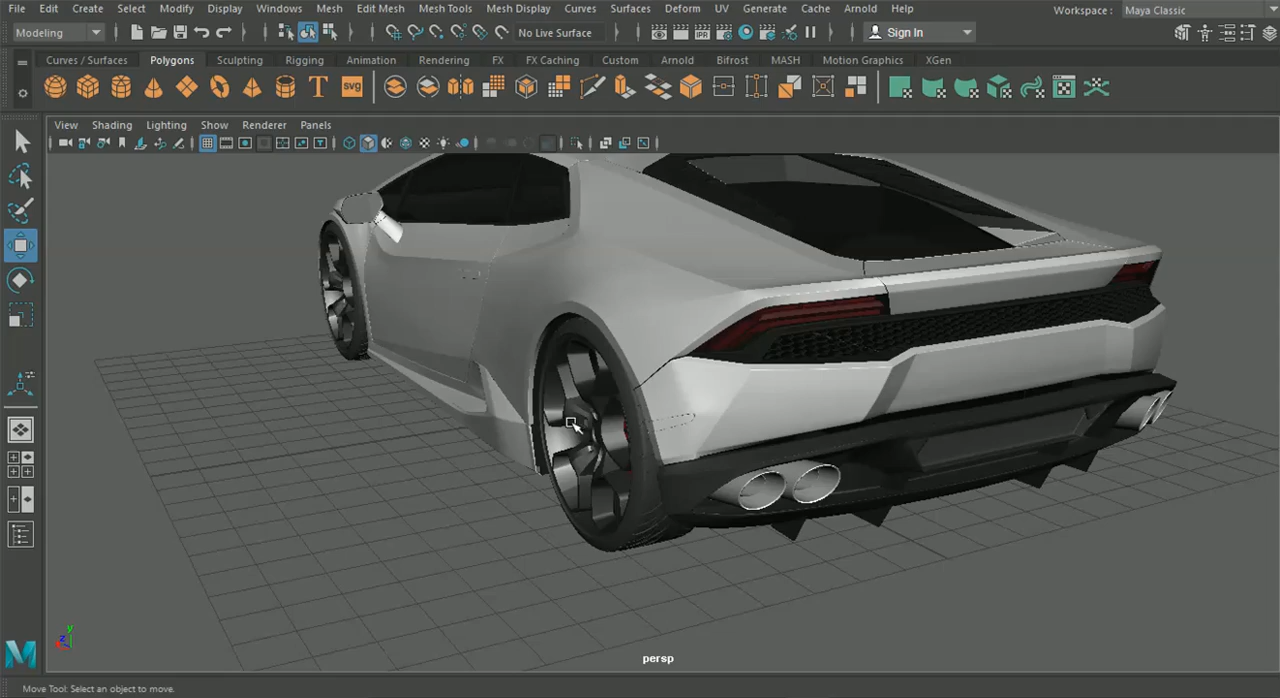 File Edit Create Select Modify Display Windows Mesh Edit Mesh Mesh Tools Mesh Display Curves Surfaces Deform UV Generate Cache Arnold Help Workspace : Maya Classic
Modeling No Live Surface Sign In
Curves / Surfaces Polygons Sculpting Rigging Animation Rendering FX FX Caching Custom Arnold Bifrost MASH Motion Graphics XGen
T SVG
View Shading Lighting Show Renderer Panels
y
z
persp
M
Move Tool: Select an object to move.